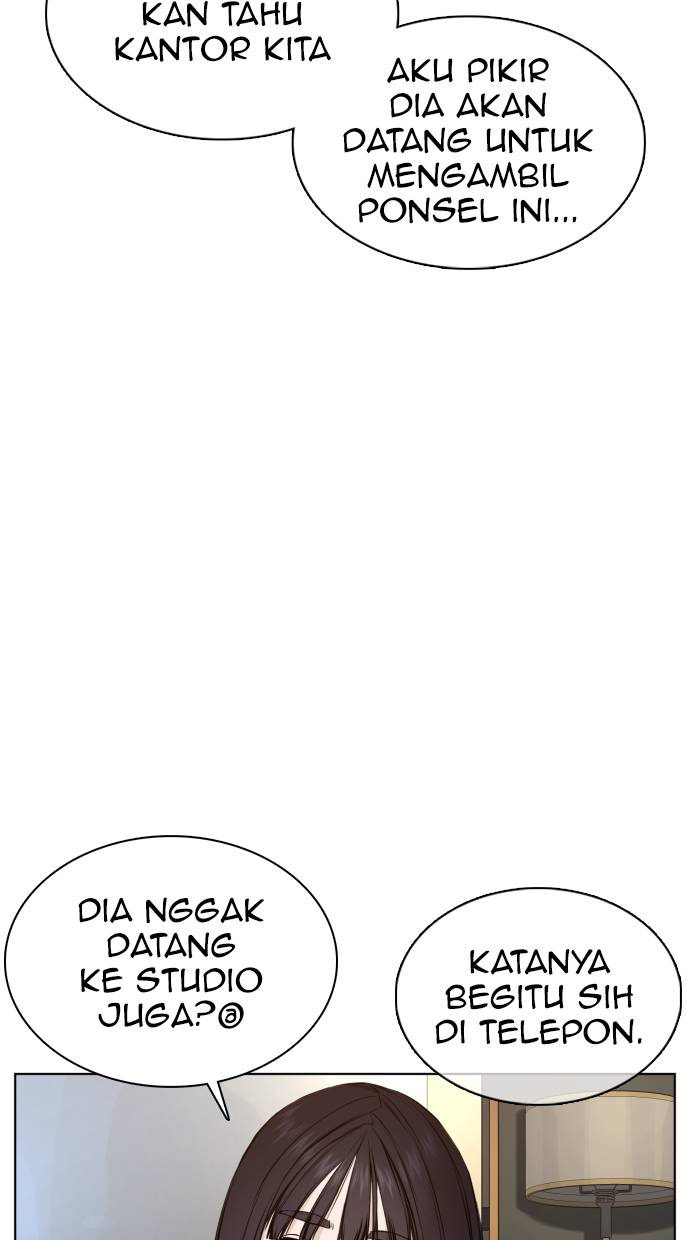 KAN TAHU
KANTOR KITA
AKU PIKIR
DIA AKAN
DATANG UNTUK
MENGAMBIL
PONSEL INI...
DIA NGGAK
DATANG
KE STUDIO
JUGA?@
KATANYA
BEGITU SIH
DI TELEPON.